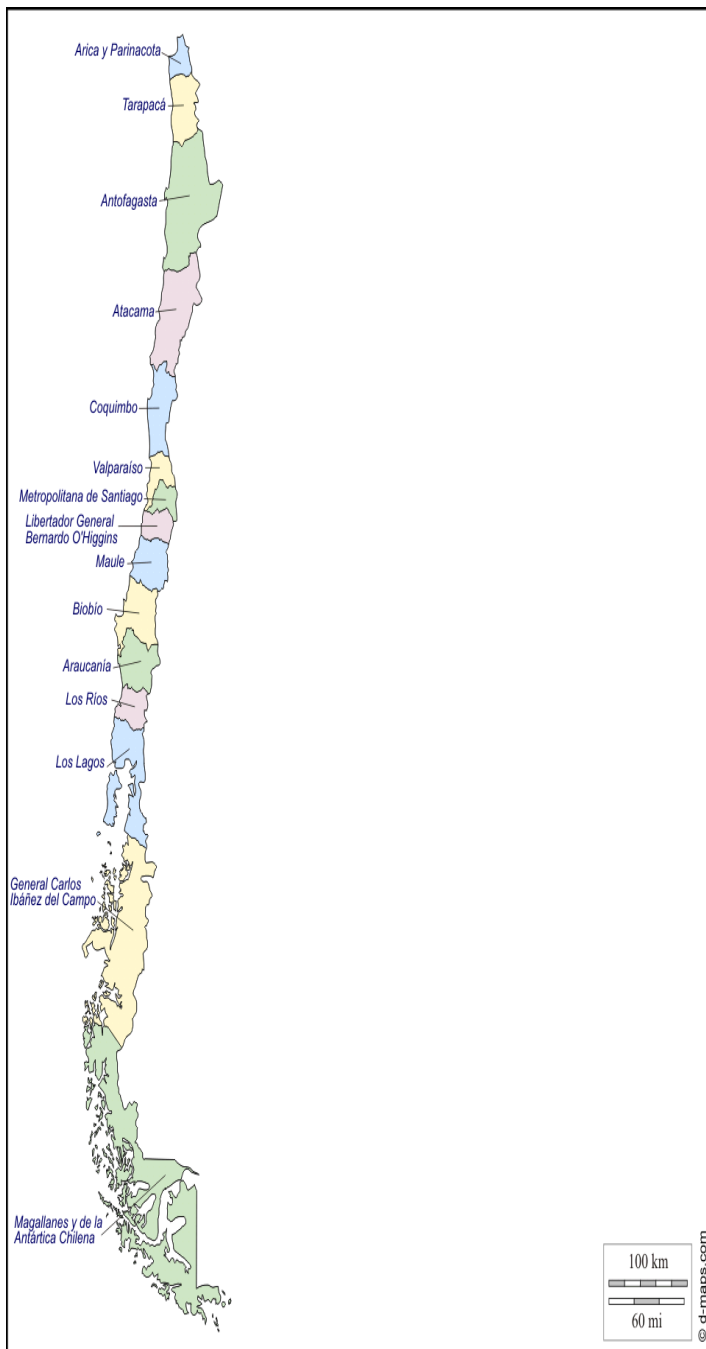 Arica y Parinacota
Tarapacá
Antofagasta
Atacama
Coquimbo
Valparaíso
Metropolitana de Santiago
Libertador General
Bernardo O'Higgins
Maule
Biobío
Araucanía
Los Ríos
Los Lagos
General Carlos
Ibáñez del Campo
Magallanes y de la
Antártica Chilena
100 km
60 mi
© d-maps.com